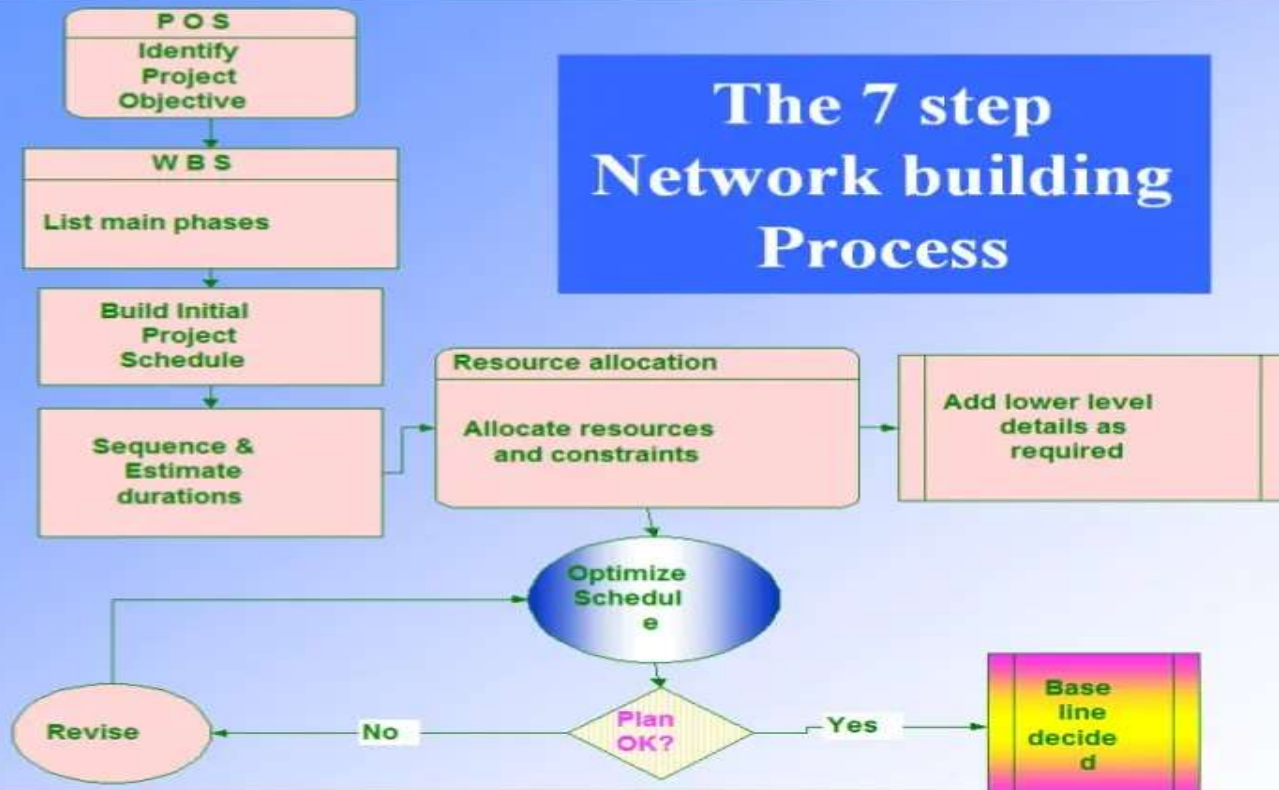 P O S
Identify
Project
Objective
The 7 step
Network building
Process
W B S
List main phases
Build Initial
Project
Schedule
Sequence &
Estimate
durations
Resource allocation
Allocate resources
and constraints
Add lower level
details as
required
Optimize
Schedul
e
Plan
OK?
No
Revise
Yes
Base
line
decide
d